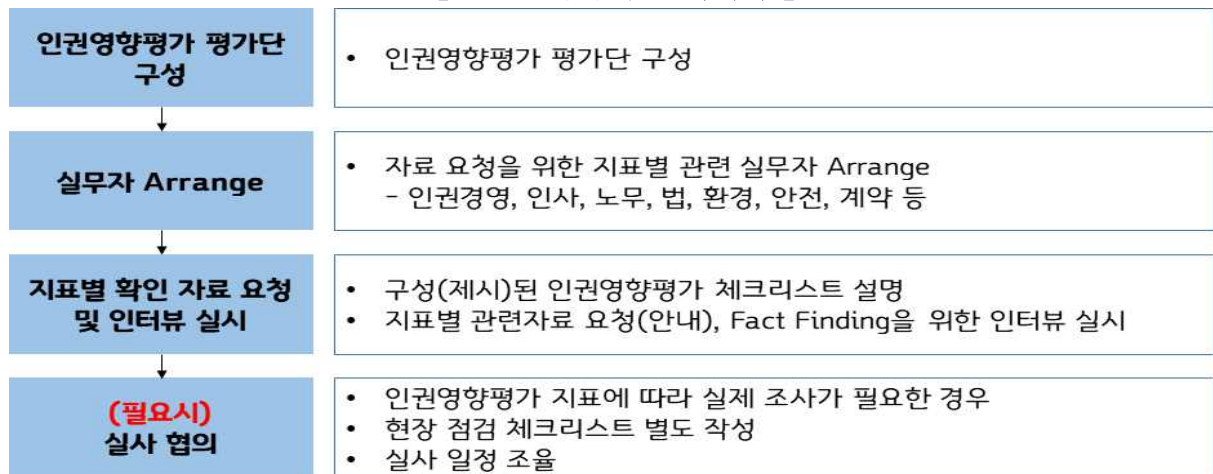 인권영향평가 평가단
구성
• 인권영향평가 평가단 구성
실무자 Arrange
• 자료 요청을 위한 지표별 관련 실무자 Arrange
- 인권경영, 인사, 노무, 법, 환경, 안전, 계약 등
지표별 확인 자료 요청
및 인터뷰 실시
• 구성(제시)된 인권영향평가 체크리스트 설명
• 지표별 관련자료 요청(안내), Fact Finding을 위한 인터뷰 실시
(필요시)
실사 협의
• 인권영향평가 지표에 따라 실제 조사가 필요한 경우
• 현장 점검 체크리스트 별도 작성
• 실사 일정 조율